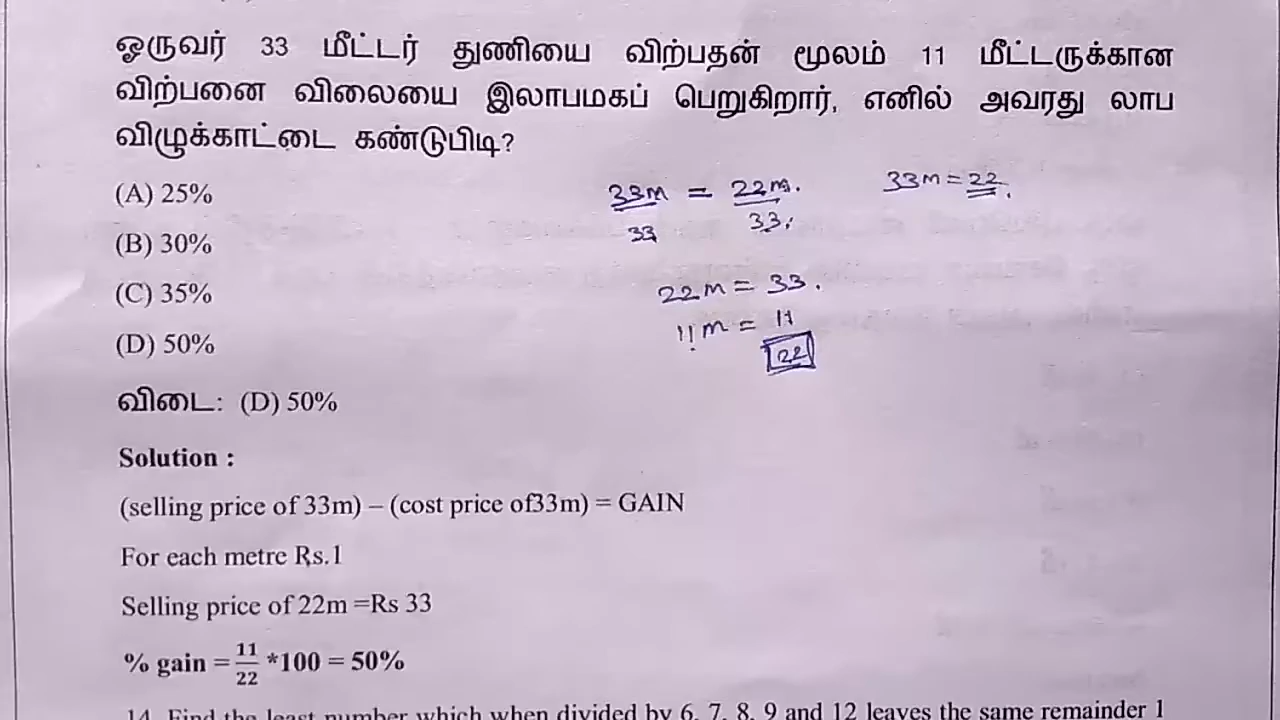 ஒருவர் 33 மீட்டர் துணியை விற்பதன் மூலம் 11 மீட்டருக்கான
விற்பனை விலையை இலாபமகப் பெறுகிறார், எனில் அவரது லாப
விழுக்காட்டை கண்டுபிடி?
(A) 25%
33m = 22m.
33m = 22.
33 33.
(B) 30%
(C) 35%
22m = 33.
11m = 11
22
(D) 50%
விடை: (D) 50%
Solution :
(selling price of 33m) – (cost price of33m) = GAIN
For each metre Rs.1
Selling price of 22m =Rs 33
% gain = 11/22 *100 = 50%
14. Find the least number which when divided by 6, 7, 8, 9 and 12 leaves the same remainder 1